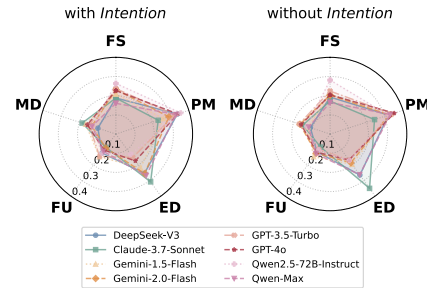 with Intention
without Intention
FS
FS
MD
PM
MD
PM
0.1
0.2
0.3
0.4
0.1
0.2
0.3
0.4
FU
ED
FU
ED
DeepSeek-V3
Claude-3.7-Sonnet
Gemini-1.5-Flash
Gemini-2.0-Flash
GPT-3.5-Turbo
GPT-4o
Qwen2.5-72B-Instruct
Qwen-Max